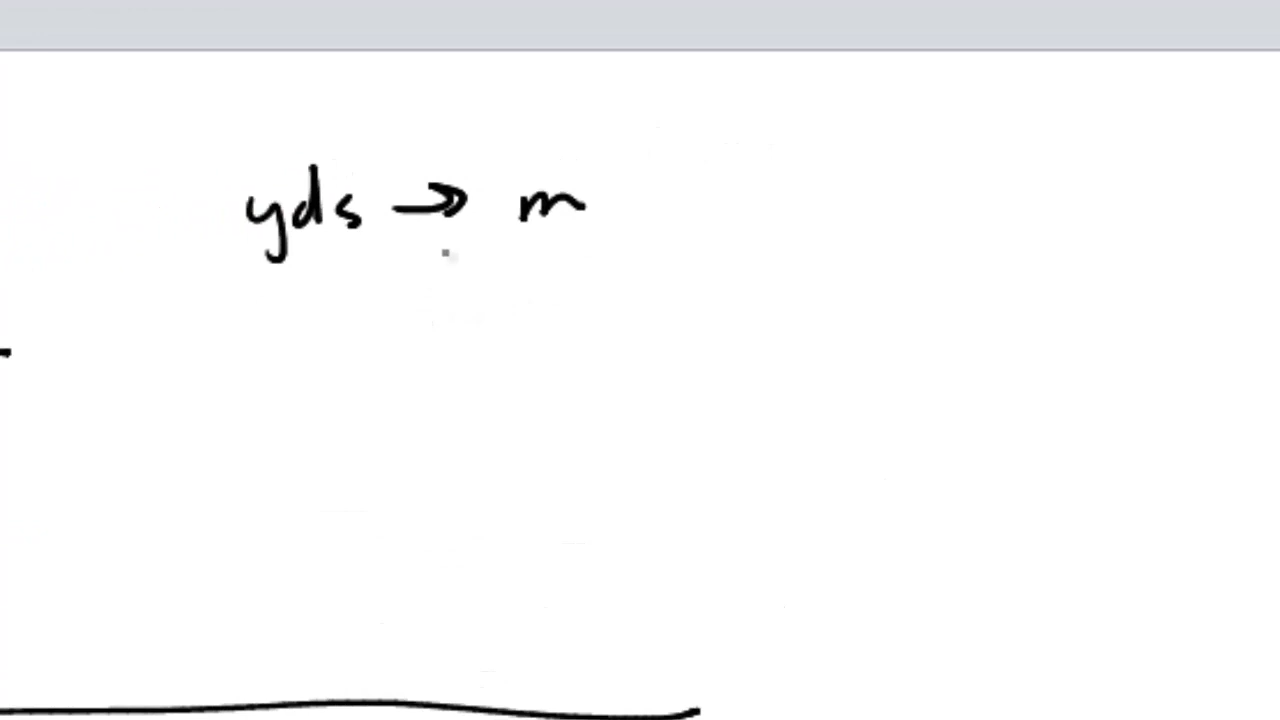 yds → m